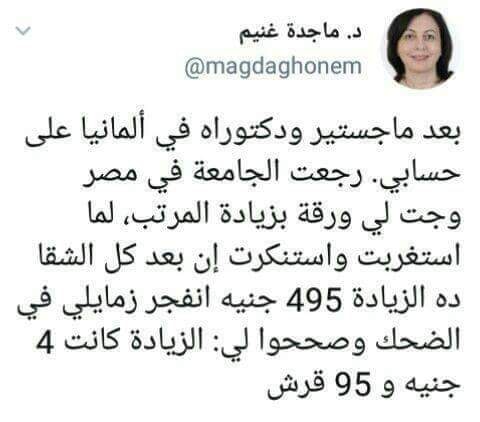 د. ماجدة غنيم
@magdaghonem
بعد ماجستير ودكتوراه في ألمانيا على
حسابي. رجعت الجامعة في مصر
وجت لي ورقة بزيادة المرتب، لما
استغربت واستنكرت إن بعد كل الشقا
ده الزيادة 495 جنيه انفجر زمايلي في
الضحك وصححوا لي: الزيادة كانت 4
جنيه و 95 قرش